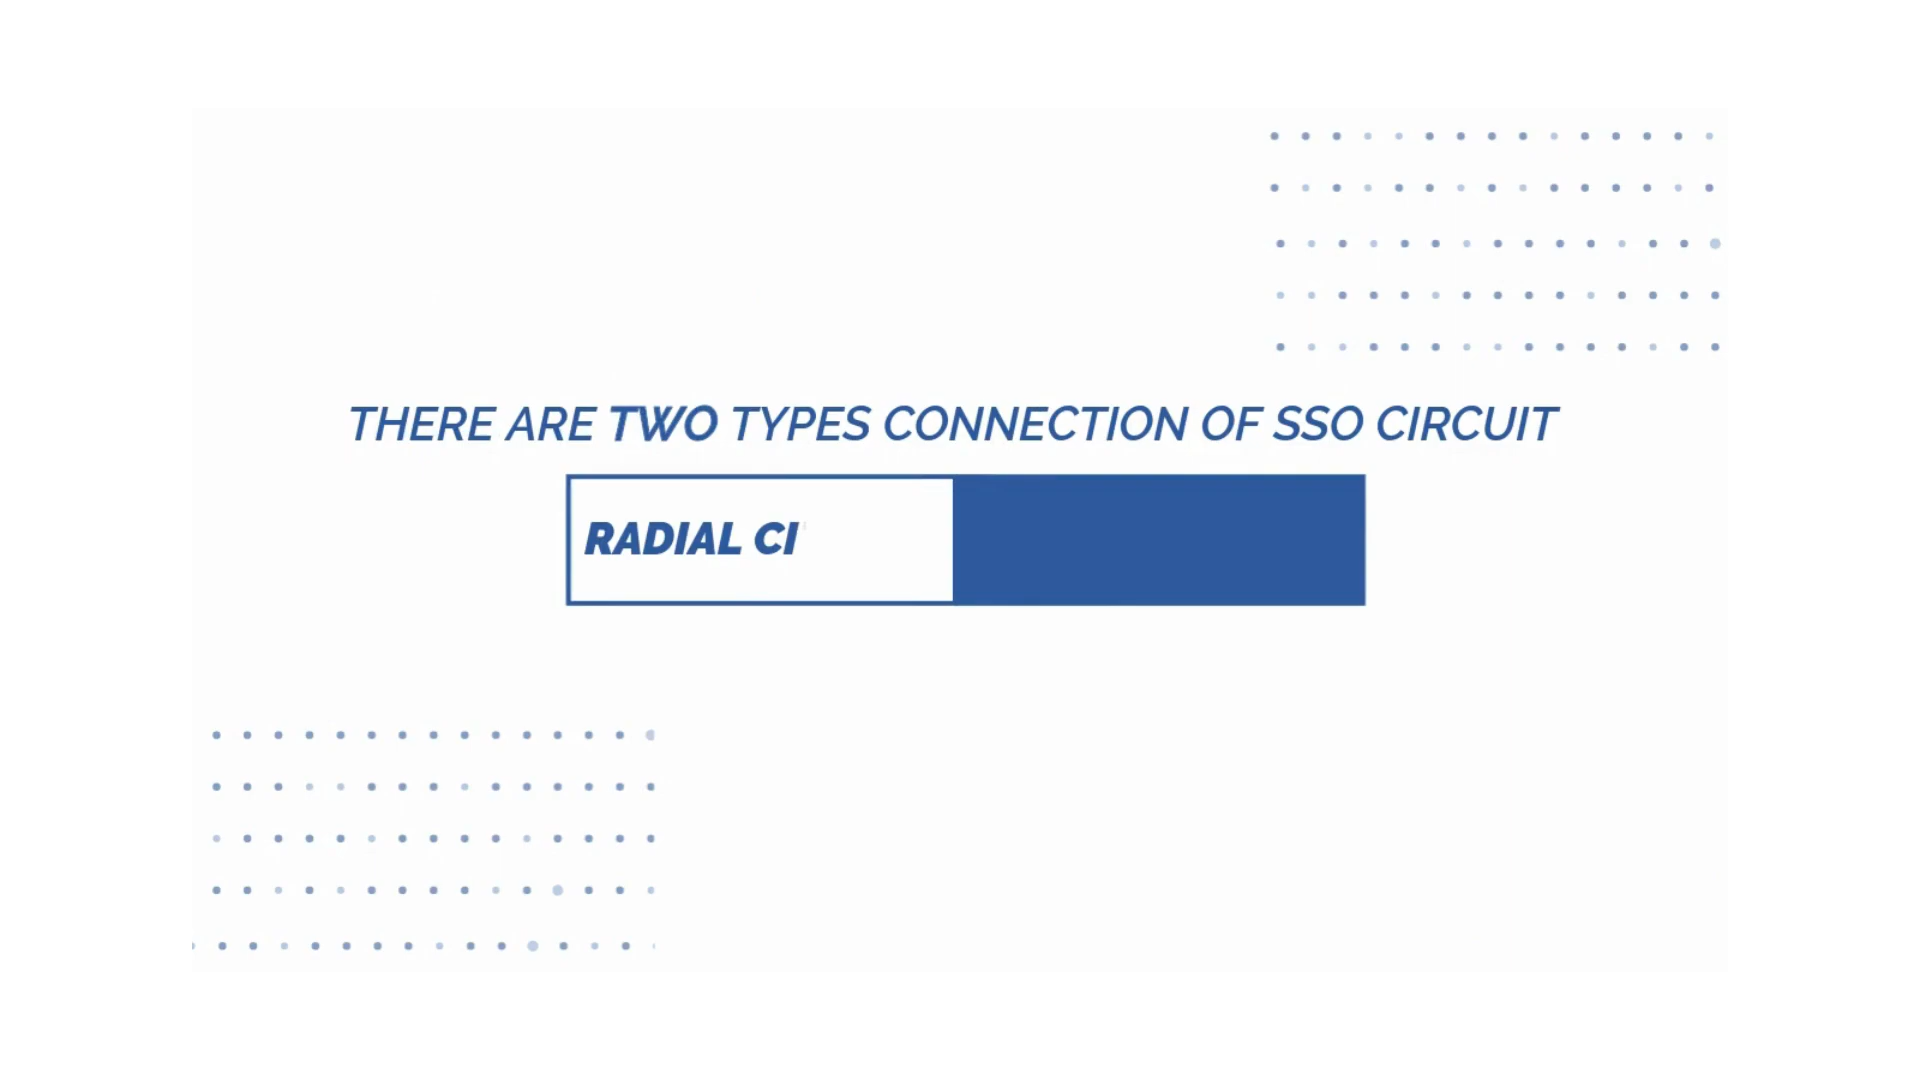 THERE ARE TWO TYPES CONNECTION OF SSO CIRCUIT
RADIAL CI